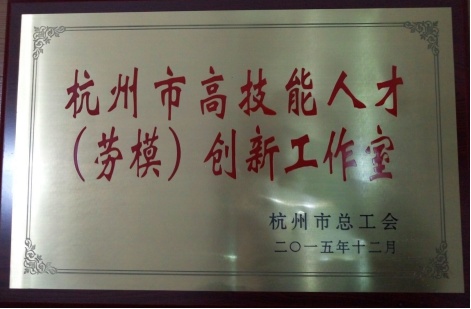 杭州市高技能人才
（劳模）创新工作室
杭州市总工会
二〇一五年十二月